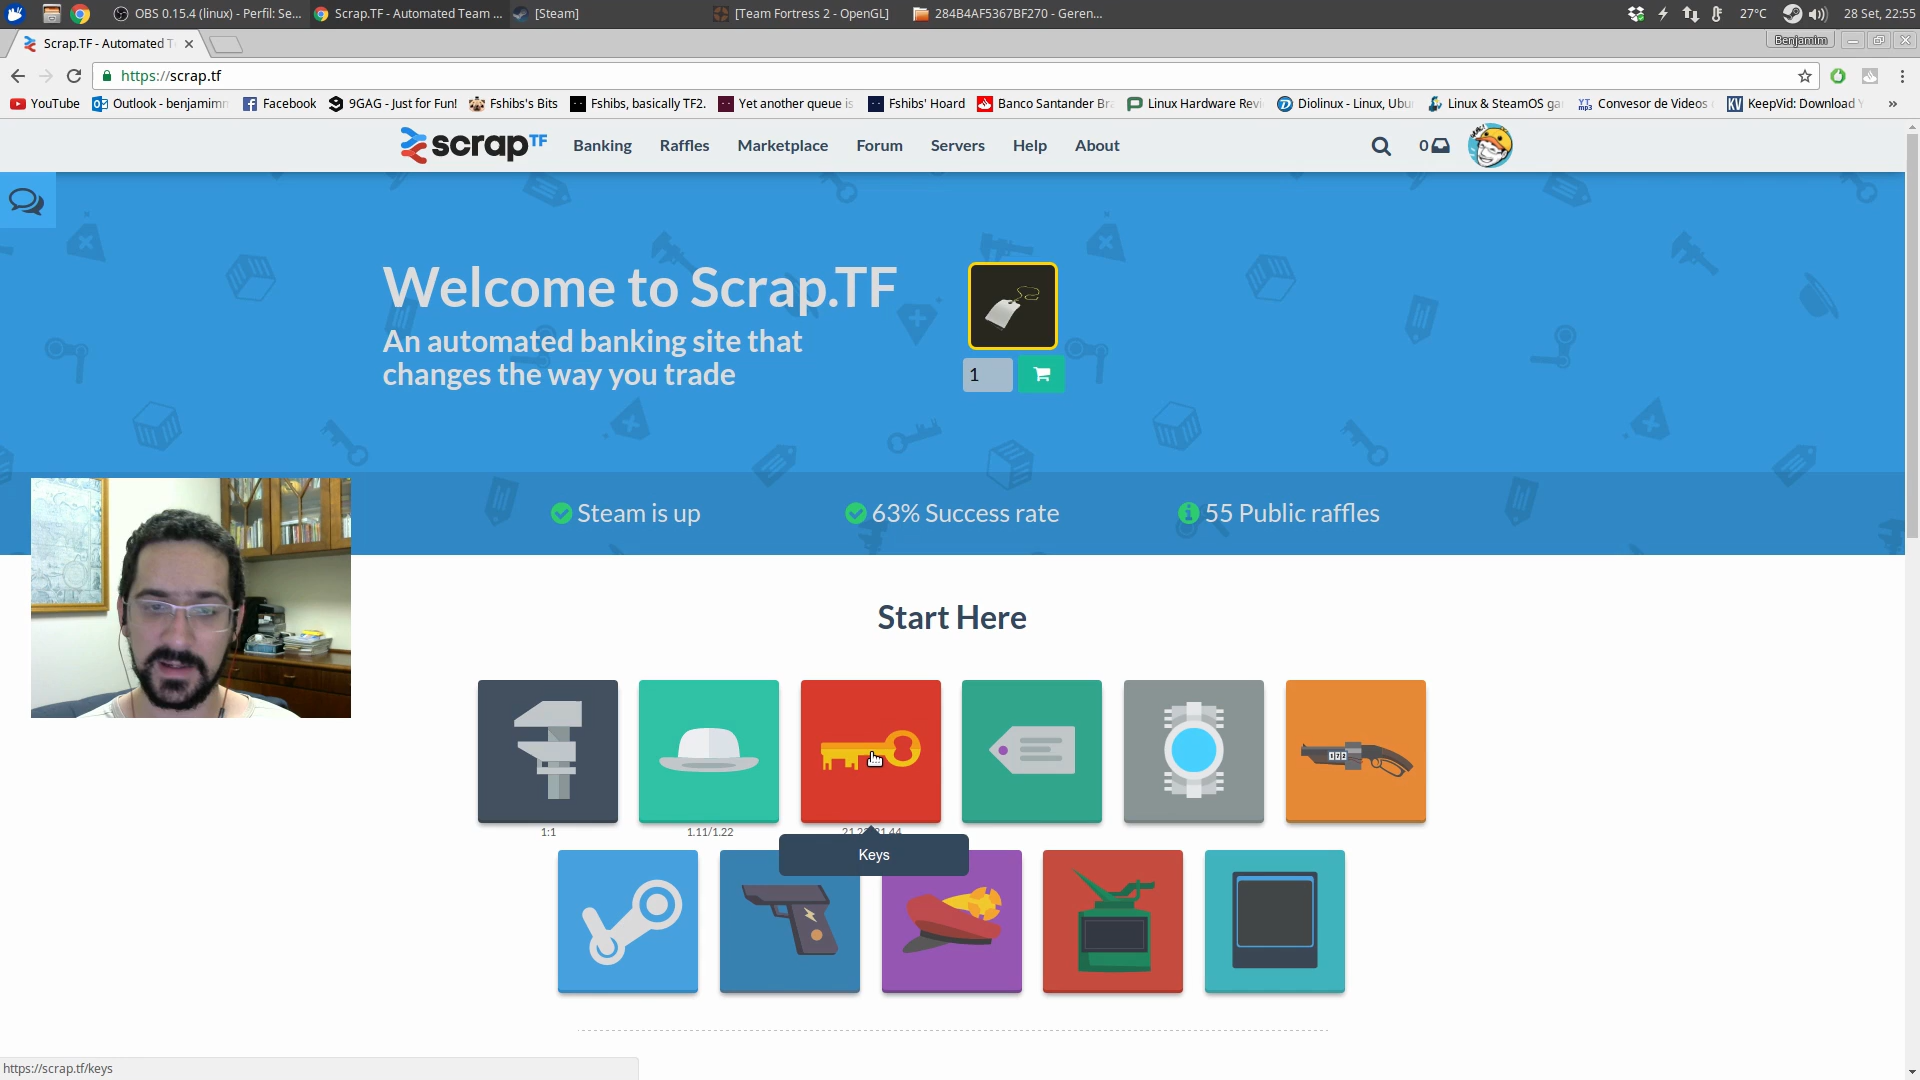 OBS 0.15.4 (linux) - Perfil: Se...
Scrap.TF - Automated Team ...
[Steam]
[Team Fortress 2 - OpenGL]
284B4AF5367BF270 - Geren...
27°C
28 Set, 22:55
Scrap.TF - Automated T
Benjamim
https://scrap.tf
YouTube
Outlook - benjamimn
Facebook
9GAG - Just for Fun!
Fshibs's Bits
Fshibs, basically TF2.
Yet another queue is
Fshibs' Hoard
Banco Santander Br
Linux Hardware Revi
Diolinux - Linux, Ubu
Linux & SteamOS ga
Convesor de Videos
KeepVid: Download
scrap TF
Banking
Raffles
Marketplace
Forum
Servers
Help
About
0
Welcome to Scrap.TF
An automated banking site that
changes the way you trade
1
Steam is up
63% Success rate
55 Public raffles
Start Here
1:1
1.11/1.22
Keys
https://scrap.tf/keys